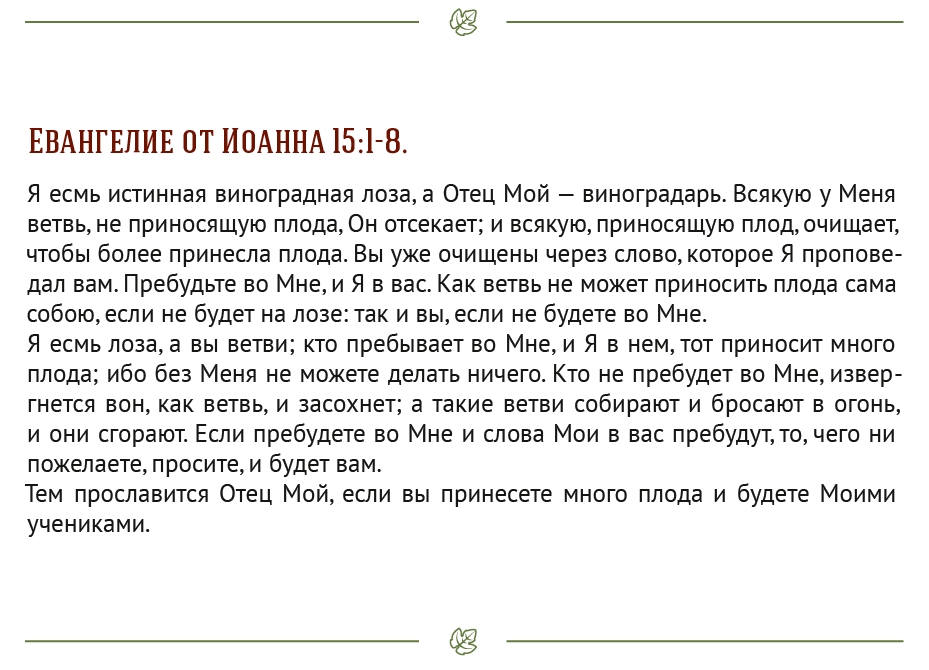 Евангелие от Иоанна 15:1-8.
Я есмь истинная виноградная лоза, а Отец Мой — виноградарь. Всякую у Меня
ветвь, не приносящую плода, Он отсекает; и всякую, приносящую плод, очищает,
чтобы более принесла плода. Вы уже очищены через слово, которое Я пропове-
дал вам. Пребудьте во Мне, и Я в вас. Как ветвь не может приносить плода сама
собою, если не будет на лозе: так и вы, если не будете во Мне.
Я есмь лоза, а вы ветви; кто пребывает во Мне, и Я в нем, тот приносит много
плода; ибо без Меня не можете делать ничего. Кто не пребудет во Мне, извер-
гнется вон, как ветвь, и засохнет; а такие ветви собирают и бросают в огонь,
и они сгорают. Если пребудете во Мне и слова Мои в вас пребудут, то, чего ни
пожелаете, просите, и будет вам.
Тем прославится Отец Мой, если вы принесете много плода и будете Моими
учениками.